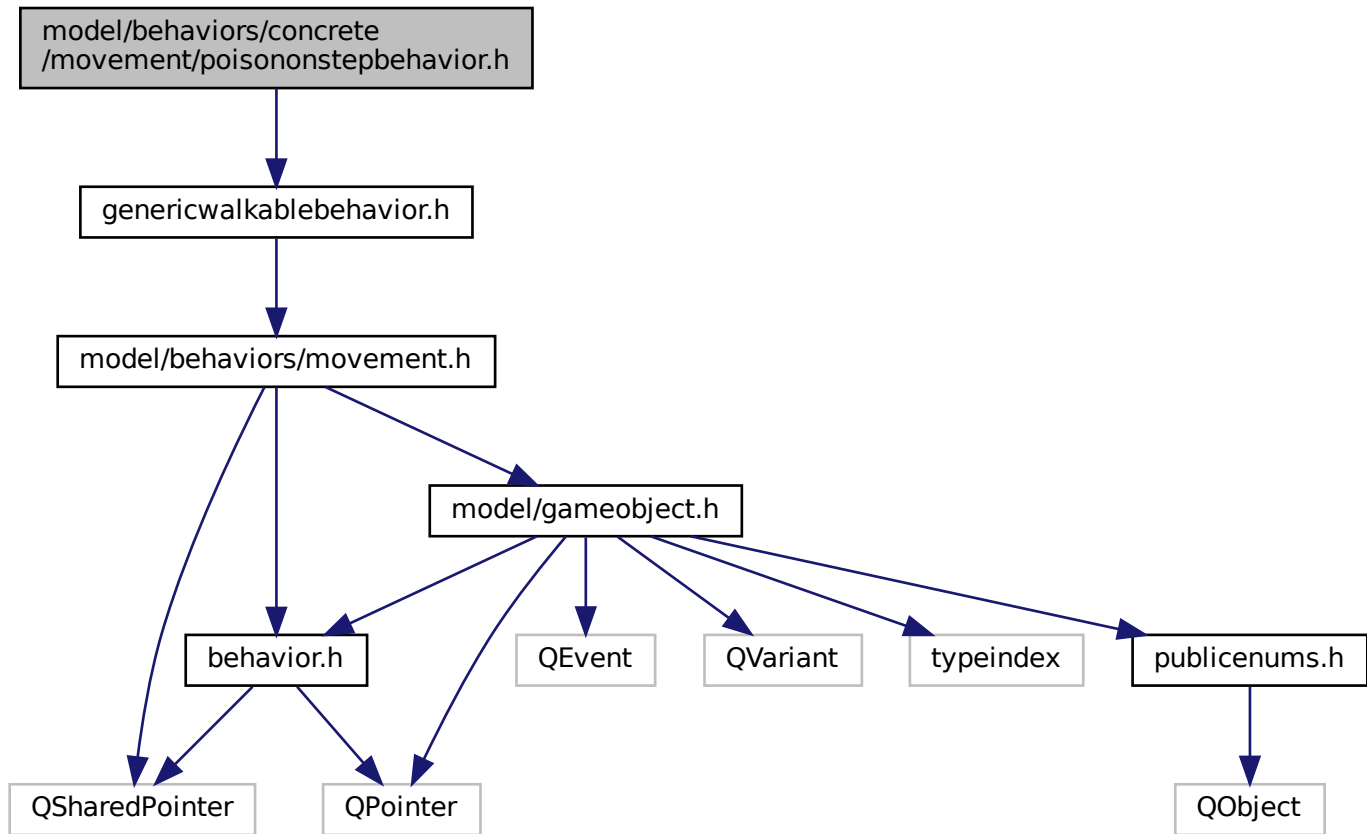 model/behaviors/concrete
/movement/poisononstepbehavior.h
genericwalkablebehavior.h
model/behaviors/movement.h
model/gameobject.h
behavior.h
QEvent
QVariant
typeindex
publicenums.h
QSharedPointer
QPointer
QObject